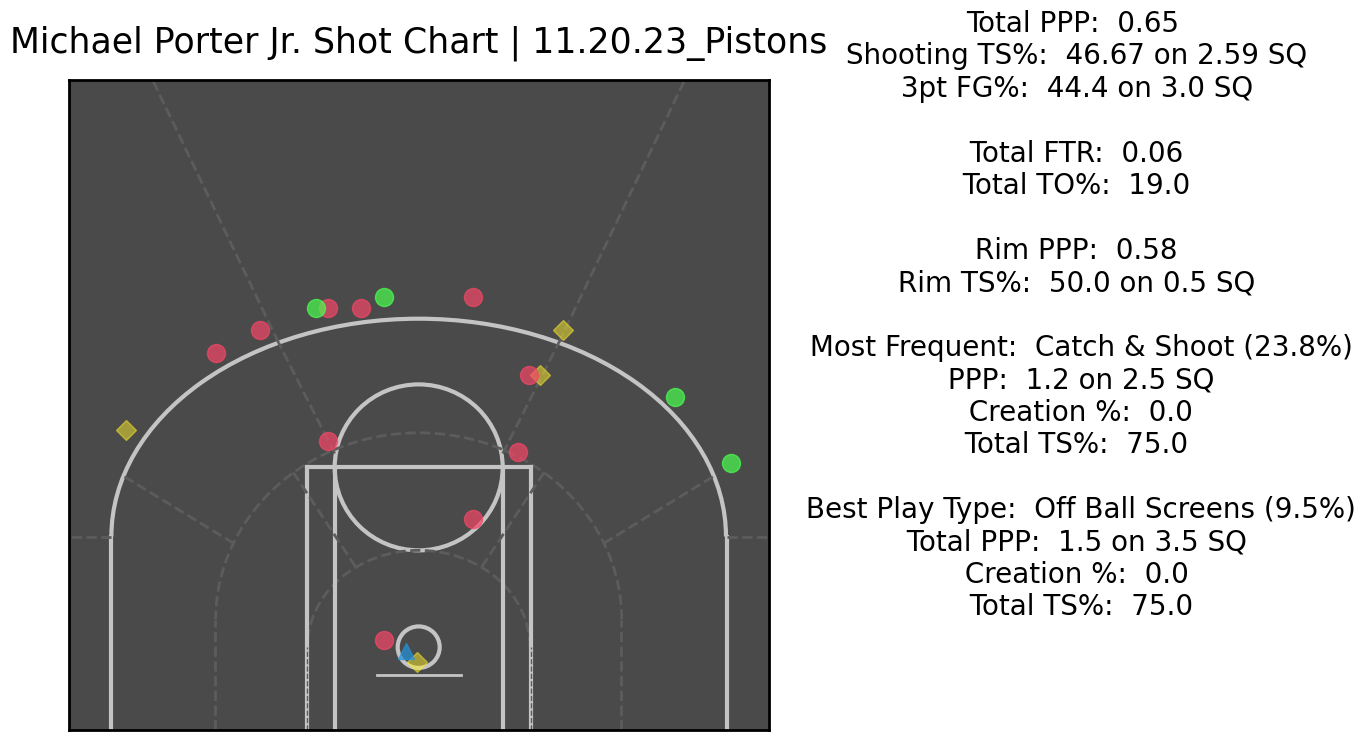 Michael Porter Jr. Shot Chart | 11.20.23_Pistons
Total PPP:  0.65
Shooting TS%:  46.67 on 2.59 SQ
3pt FG%:  44.4 on 3.0 SQ
Total FTR:  0.06
Total TO%:  19.0
Rim PPP:  0.58
Rim TS%:  50.0 on 0.5 SQ
Most Frequent:  Catch & Shoot (23.8%)
PPP:  1.2 on 2.5 SQ
Creation %:  0.0
Total TS%:  75.0
Best Play Type:  Off Ball Screens (9.5%)
Total PPP:  1.5 on 3.5 SQ
Creation %:  0.0
Total TS%:  75.0